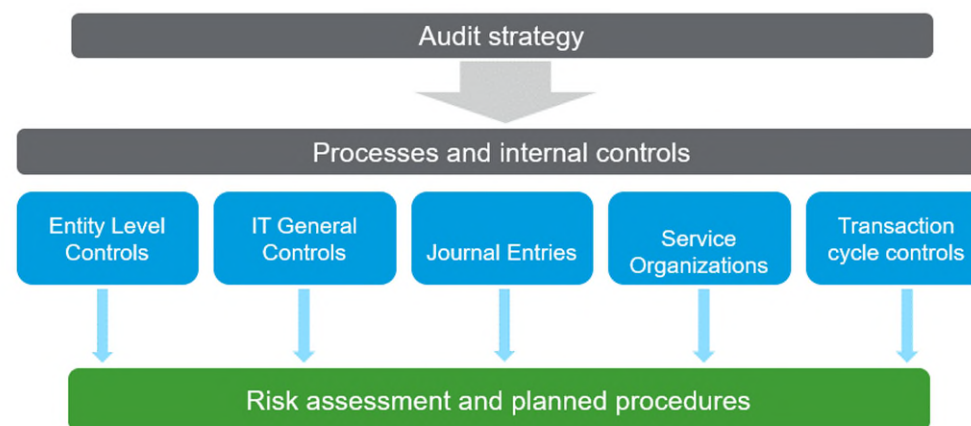 Audit strategy
Processes and internal controls
Entity Level
Controls
IT General
Controls
Journal Entries
Service
Organizations
Transaction
cycle controls
Risk assessment and planned procedures